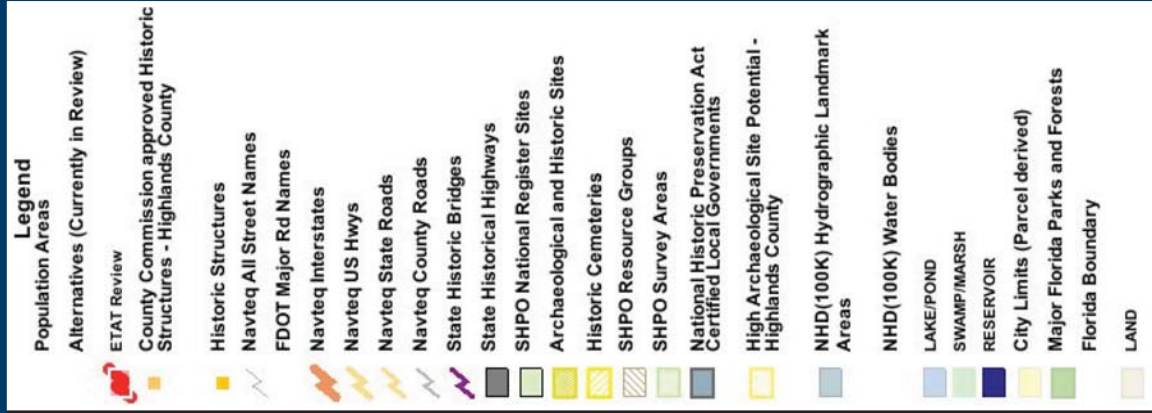 Legend
Population Areas
Alternatives (Currently in Review)
ETAT Review
County Commission approved Historic
Structures - Highlands County
Historic Structures
Navteq All Street Names
FDOT Major Rd Names
Navteq Interstates
Navteq US Hwys
Navteq State Roads
Navteq County Roads
State Historic Bridges
State Historical Highways
SHPO National Register Sites
Archaeological and Historic Sites
Historic Cemeteries
SHPO Resource Groups
SHPO Survey Areas
National Historic Preservation Act
Certified Local Governments
High Archaeological Site Potential -
Highlands County
NHD(100K) Hydrographic Landmark
Areas
NHD(100K) Water Bodies
LAKE/POND
SWAMP/MARSH
RESERVOIR
City Limits (Parcel derived)
Major Florida Parks and Forests
Florida Boundary
LAND